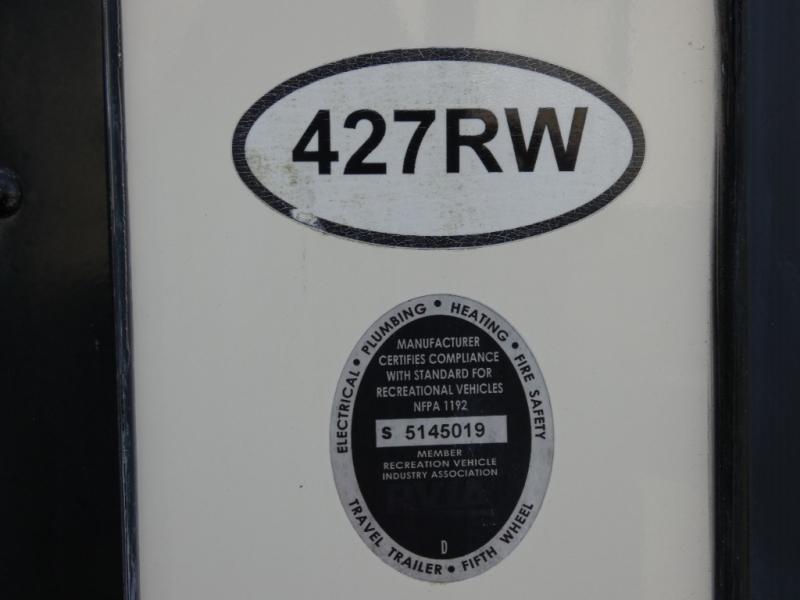 427RW
ELECTRICAL • PLUMBING • HEATING • FIRE SAFETY
MANUFACTURER
CERTIFIES COMPLIANCE
WITH STANDARD FOR
RECREATIONAL VEHICLES
NFPA 1192
S 5145019
MEMBER
RECREATION VEHICLE
INDUSTRY ASSOCIATION
RVIA
D
TRAVEL TRAILER • FIFTH WHEEL